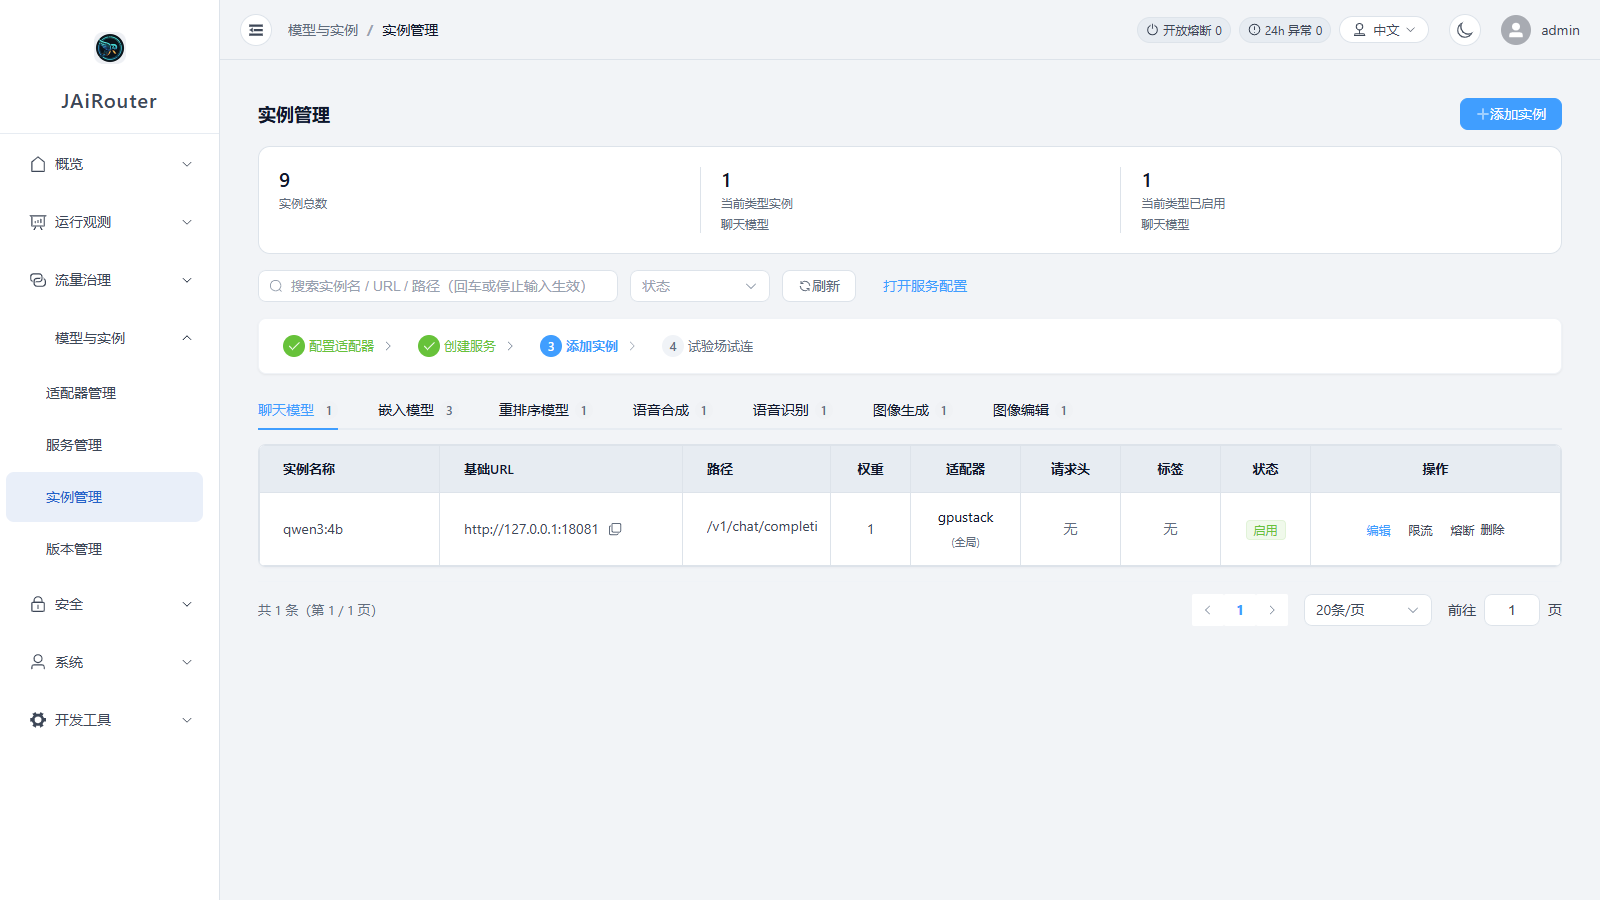 JAiRouter
概览
运行观测
流量治理
模型与实例
适配器管理
服务管理
实例管理
版本管理
安全
系统
开发工具
模型与实例 / 实例管理
开放熔断 0
24h 异常 0
中文
admin
实例管理
添加实例
9
实例总数
1
当前类型实例
聊天模型
1
当前类型已启用
聊天模型
搜索实例名 / URL / 路径（回车或停止输入生效）
状态
刷新
打开服务配置
配置适配器
创建服务
3 添加实例
4 试验场试连
聊天模型 1
嵌入模型 3
重排序模型 1
语音合成 1
语音识别 1
图像生成 1
图像编辑 1
实例名称 基础URL 路径 权重 适配器 请求头 标签 状态 操作
qwen3:4b http://127.0.0.1:18081 /v1/chat/completi 1 gpustack (全局) 无 无 启用 编辑 限流 熔断 删除
共 1 条（第 1 / 1 页）
1
20条/页
前往 1 页